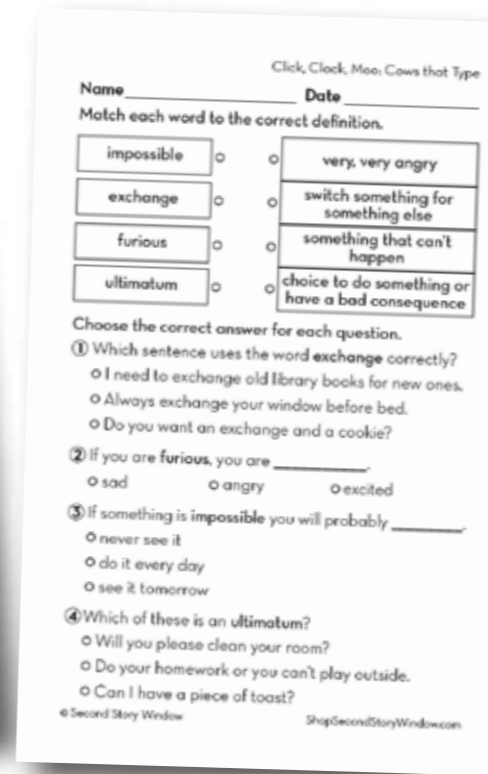 Click, Clack, Moo: Cows that Type
Name Date
Match each word to the correct definition.
impossible
very, very angry
exchange
switch something for
something else
furious
something that can't
happen
ultimatum
choice to do something or
have a bad consequence
Choose the correct answer for each question.
① Which sentence uses the word exchange correctly?
I need to exchange old library books for new ones.
Always exchange your window before bed.
Do you want an exchange and a cookie?
② If you are furious, you are ________.
sad angry excited
③ If something is impossible you will probably ________.
never see it
do it every day
see it tomorrow
④ Which of these is an ultimatum?
Will you please clean your room?
Do your homework or you can't play outside.
Can I have a piece of toast?
© Second Story Window ShopSecondStoryWindow.com